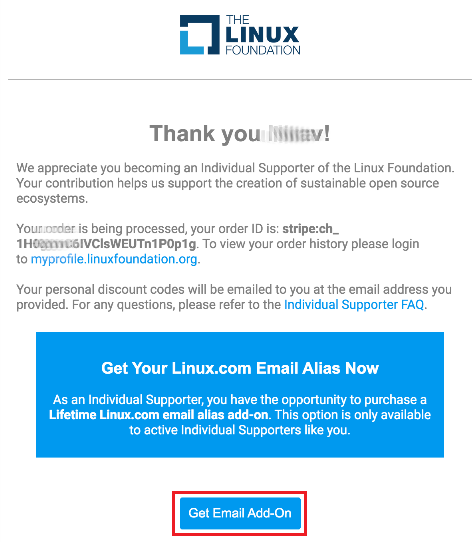 THE
LINUX
FOUNDATION
Thank you !
We appreciate you becoming an Individual Supporter of the Linux Foundation.
Your contribution helps us support the creation of sustainable open source
ecosystems.
Your order is being processed, your order ID is: stripe:ch_
To view your order history please login
to myprofile.linuxfoundation.org.
Your personal discount codes will be emailed to you at the email address you
provided. For any questions, please refer to the Individual Supporter FAQ.
Get Your Linux.com Email Alias Now
As an Individual Supporter, you have the opportunity to purchase a
Lifetime Linux.com email alias add-on. This option is only available
to active Individual Supporters like you.
Get Email Add-On